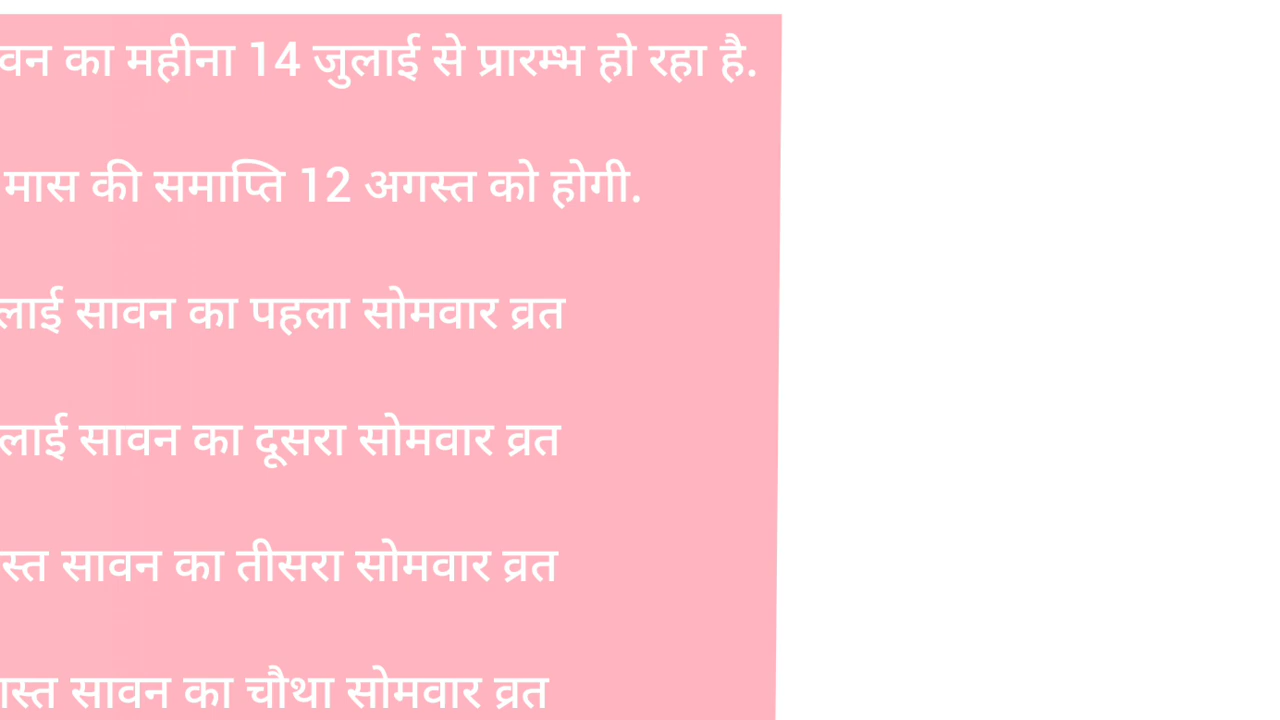 का महीना 14 जुलाई से प्रारम्भ हो रहा है.
मास की समाप्ति 12 अगस्त को होगी.
सावन का पहला सोमवार व्रत
सावन का दूसरा सोमवार व्रत
सावन का तीसरा सोमवार व्रत
सावन का चौथा सोमवार व्रत